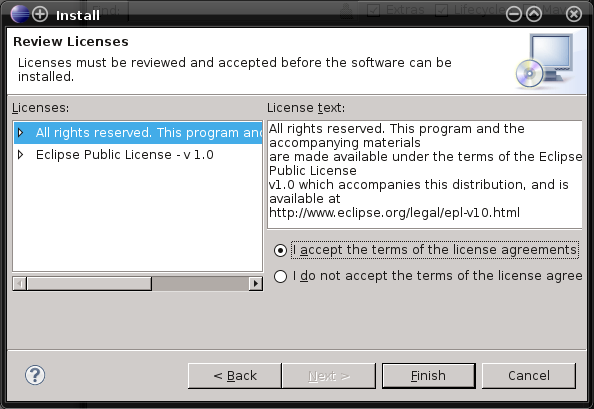 Install
Extras
Review Licenses
Licenses must be reviewed and accepted before the software can be
installed.
Licenses:
All rights reserved. This program an
Eclipse Public License - v 1.0
License text:
All rights reserved. This program and the
accompanying materials
are made available under the terms of the Eclipse
Public License
v1.0 which accompanies this distribution, and is
available at
http://www.eclipse.org/legal/epl-v10.html
I accept the terms of the license agreements
I do not accept the terms of the license agree
< Back
Next >
Finish
Cancel